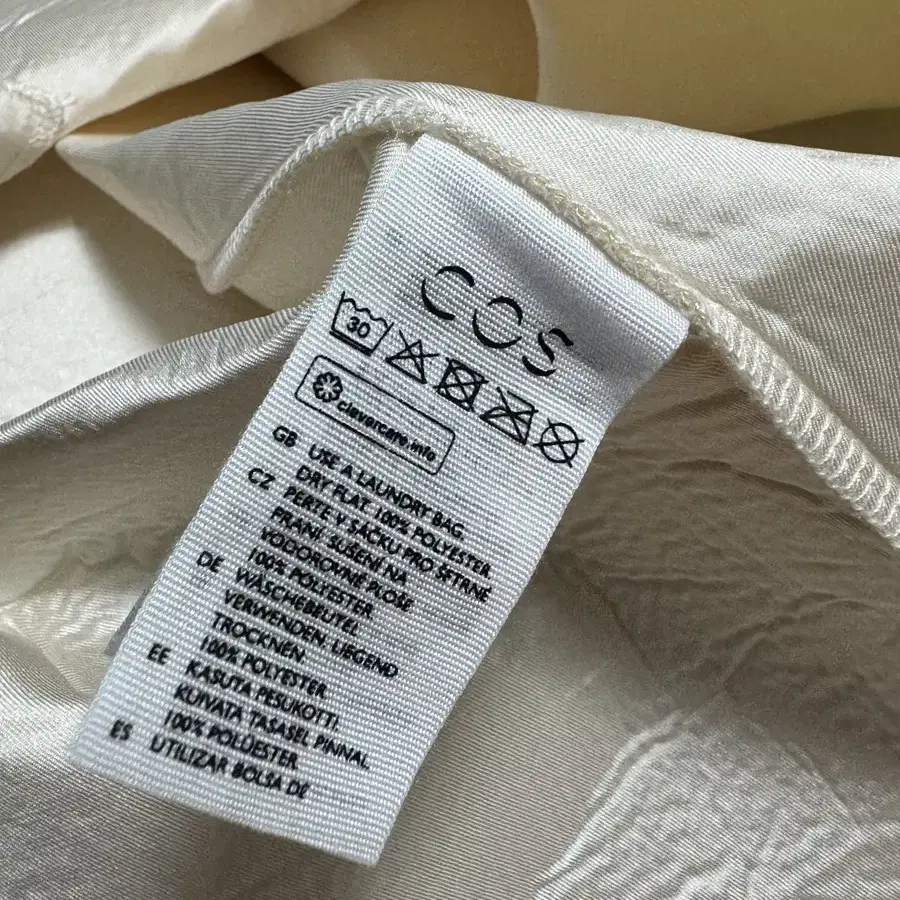 COS
30
clevercare.info
GB USE A LAUNDRY BAG.
DRY FLAT. 100% POLYESTER.
CZ PERTE V SÁČKU PRO ŠETRNÉ
PRANÍ SUŠENÍ NA
VODOROVNÉ PLOŠE
100% POLYESTER
DE WÄSCHEBEUTEL
VERWENDEN. LIEGEND
TROCKNEN
100% POLYESTER
EE KASUTA PESUKOTTI.
KUIVATA TASASEL PINNAL
100% POLÜESTER
ES UTILIZAR BOLSA DE